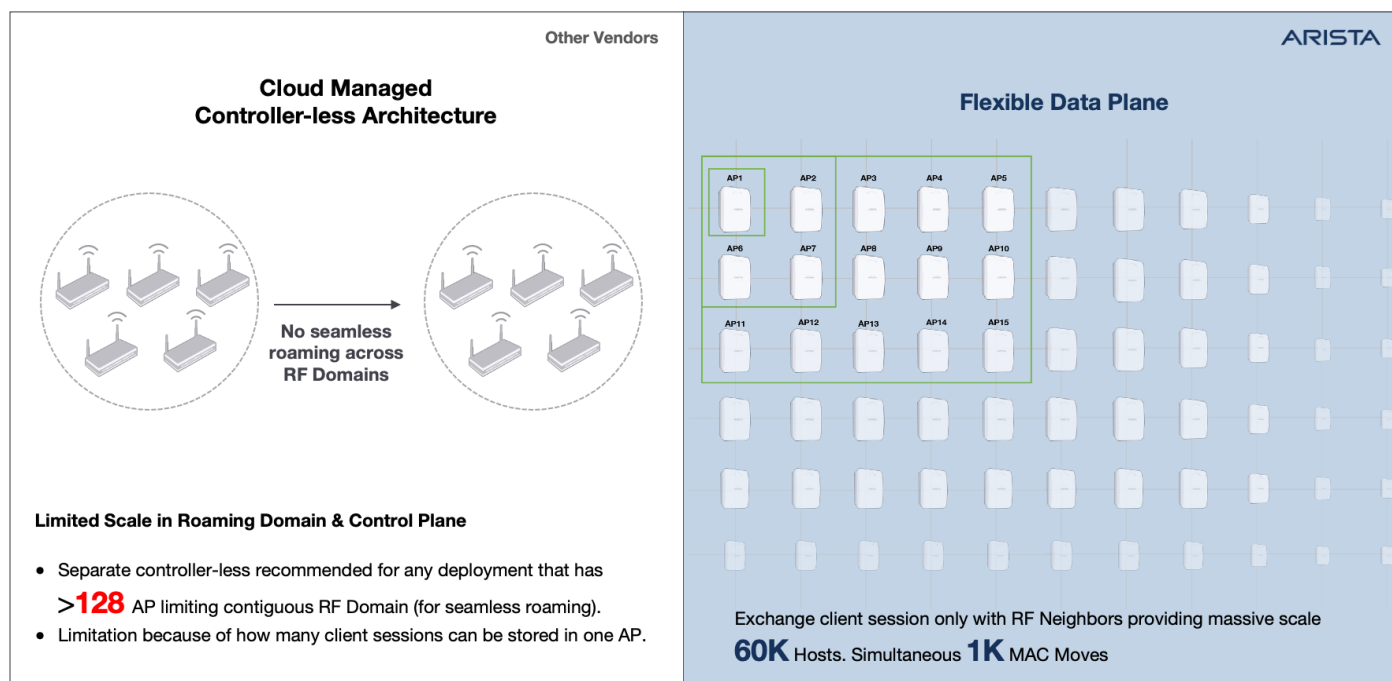 Other Vendors
Cloud Managed
Controller-less Architecture
No seamless
roaming across
RF Domains
Limited Scale in Roaming Domain & Control Plane
• Separate controller-less recommended for any deployment that has
>128 AP limiting contiguous RF Domain (for seamless roaming).
• Limitation because of how many client sessions can be stored in one AP.
ARISTA
Flexible Data Plane
AP1 AP2 AP3 AP4 AP5
AP6 AP7 AP8 AP9 AP10
AP11 AP12 AP13 AP14 AP15
Exchange client session only with RF Neighbors providing massive scale
60K Hosts. Simultaneous 1K MAC Moves